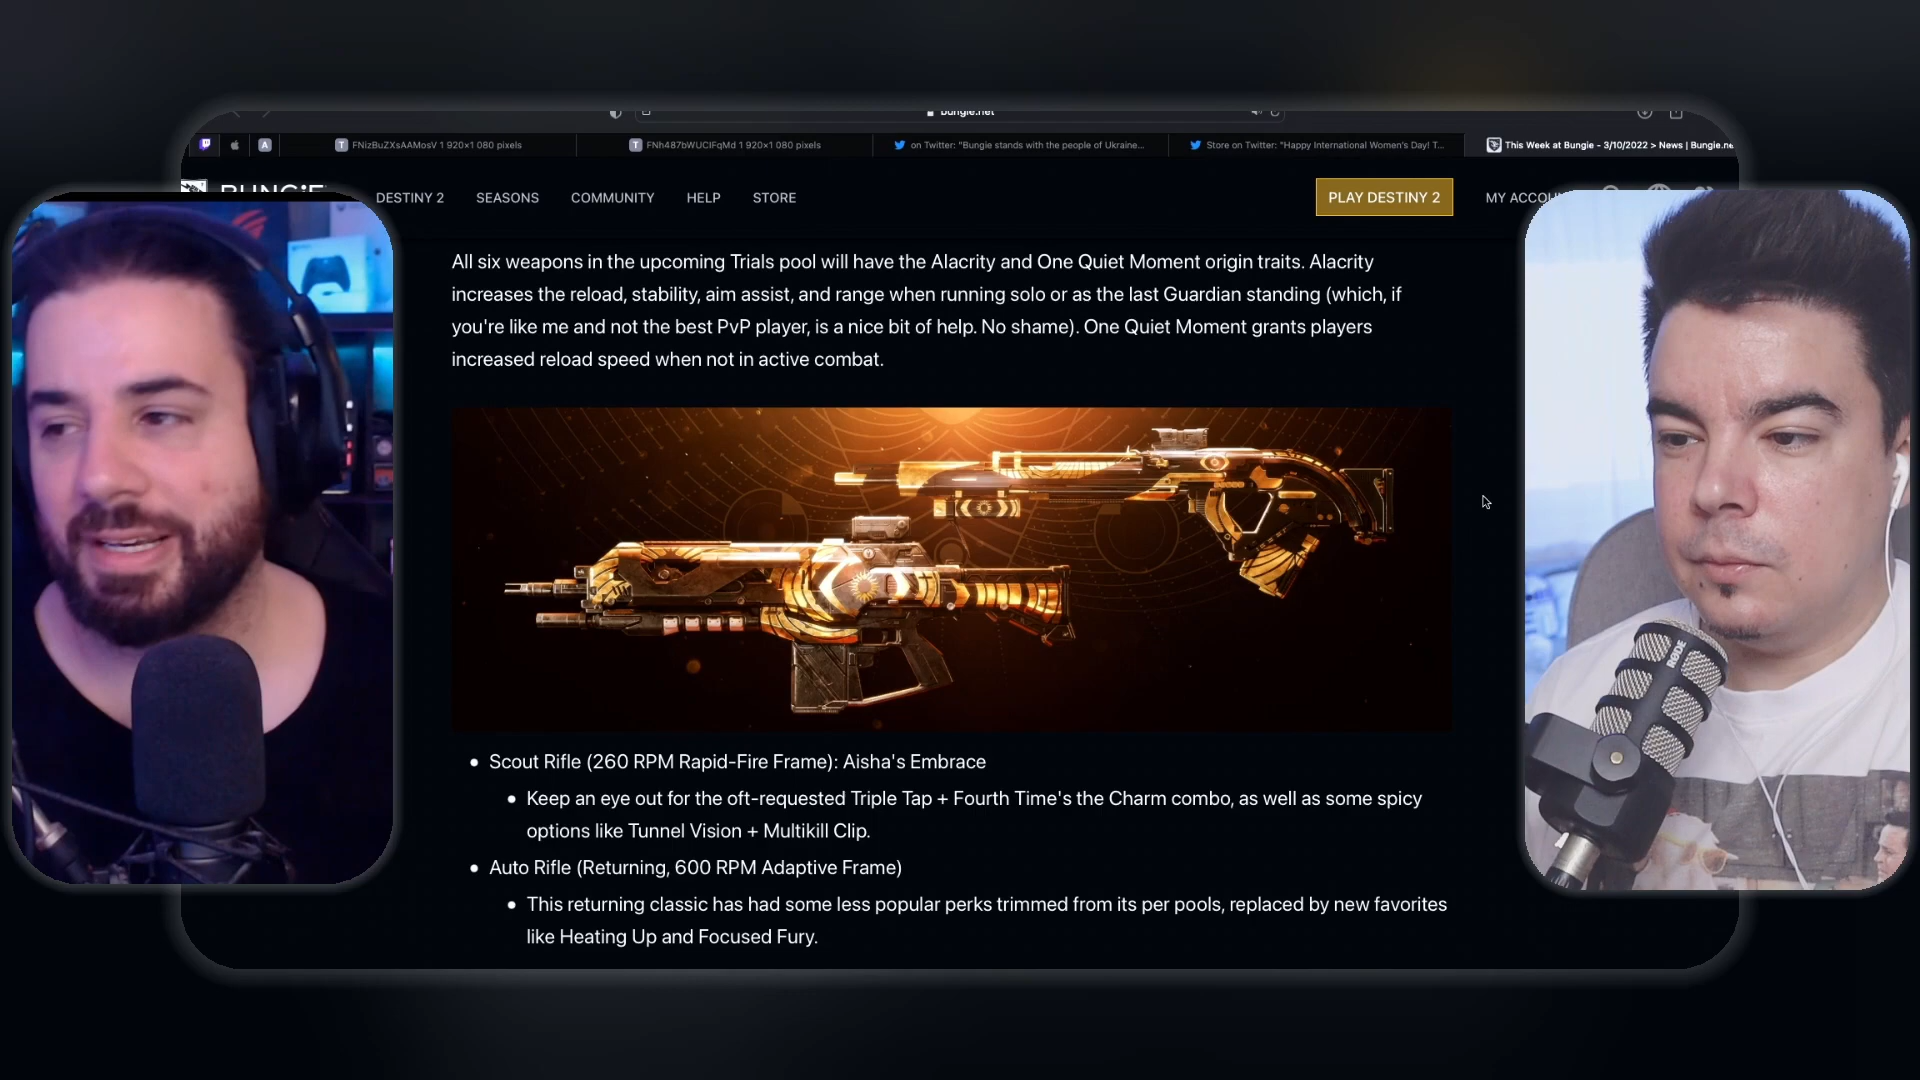 bungie.net
FNizBuZXsAAMosV 1 920×1 080 pixels
FNh487bWUCIFqMd 1 920×1 080 pixels
on Twitter: "Bungie stands with the people of Ukraine...
Store on Twitter: "Happy International Women's Day! T...
This Week at Bungie - 3/10/2022 > News | Bungie.ne
BUNGiE
DESTINY 2
SEASONS
COMMUNITY
HELP
STORE
PLAY DESTINY 2
MY ACCOU
All six weapons in the upcoming Trials pool will have the Alacrity and One Quiet Moment origin traits. Alacrity
increases the reload, stability, aim assist, and range when running solo or as the last Guardian standing (which, if
you're like me and not the best PvP player, is a nice bit of help. No shame). One Quiet Moment grants players
increased reload speed when not in active combat.
Scout Rifle (260 RPM Rapid-Fire Frame): Aisha's Embrace
Keep an eye out for the oft-requested Triple Tap + Fourth Time's the Charm combo, as well as some spicy
options like Tunnel Vision + Multikill Clip.
Auto Rifle (Returning, 600 RPM Adaptive Frame)
This returning classic has had some less popular perks trimmed from its per pools, replaced by new favorites
like Heating Up and Focused Fury.
RØDE